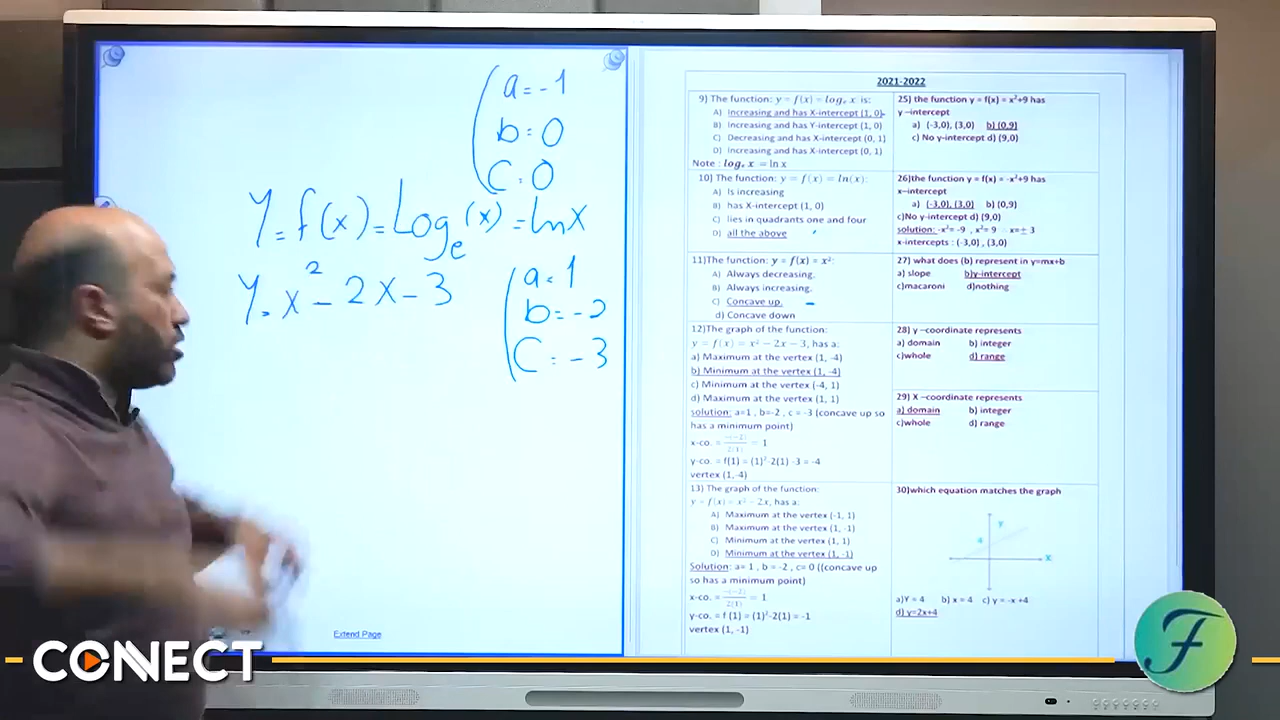 a = -1
b = 0
C = 0
Y = f(x) = Log e (x) = ln x
Y = x² - 2x - 3
a = 1
b = -2
C = -3
Extend Page
2021-2022
9) The function: y = f(x) = logₑ x is:
A) Increasing and has X-intercept (1, 0).
B) Increasing and has Y-intercept (1, 0)
C) Decreasing and has X-intercept (0, 1)
D) Increasing and has X-intercept (0, 1)
Note : logₑ x = ln x
10) The function: y = f(x) = ln(x):
A) Is increasing
B) has X-intercept (1, 0)
C) lies in quadrants one and four
D) all the above
11)The function: y = f(x) = x²:
A) Always decreasing.
B) Always increasing.
C) Concave up.
d) Concave down
12)The graph of the function:
y = f(x) = x² − 2x − 3, has a:
a) Maximum at the vertex (1, -4)
b) Minimum at the vertex (1, -4)
c) Minimum at the vertex (-4, 1)
d) Maximum at the vertex (1, 1)
solution: a=1 , b=-2 , c = -3 (concave up so
has a minimum point)
x-co. = -(-2)/2(1) = 1
y-co. = f(1) = (1)²-2(1) -3 = -4
vertex (1, -4)
13) The graph of the function:
y = f(x) = x² − 2x, has a:
A) Maximum at the vertex (-1, 1)
B) Maximum at the vertex (1, -1)
C) Minimum at the vertex (1, 1)
D) Minimum at the vertex (1, -1)
Solution: a= 1 , b = -2 , c= 0 ((concave up
so has a minimum point)
x-co. = -(-2)/2(1) = 1
y-co. = f (1) = (1)²-2(1) = -1
vertex (1, -1)
25) the function y = f(x) = x²+9 has
y –intercept
a) (-3,0), (3,0) b) (0,9)
c) No y-intercept d) (9,0)
26)the function y = f(x) = -x²+9 has
x–intercept
a) (-3,0), (3,0) b) (0,9)
c)No y-intercept d) (9,0)
solution: -x²= -9 , x²= 9 x=± 3
x-intercepts : (-3,0) , (3,0)
27) what does (b) represent in y=mx+b
a) slope b)y-intercept
c)macaroni d)nothing
28) y –coordinate represents
a) domain b) integer
c)whole d) range
29) X –coordinate represents
a) domain b) integer
c)whole d) range
30)which equation matches the graph
y
4
x
a)Y = 4 b) x = 4 c) y = -x +4
d) y=2x+4
CONECT
F